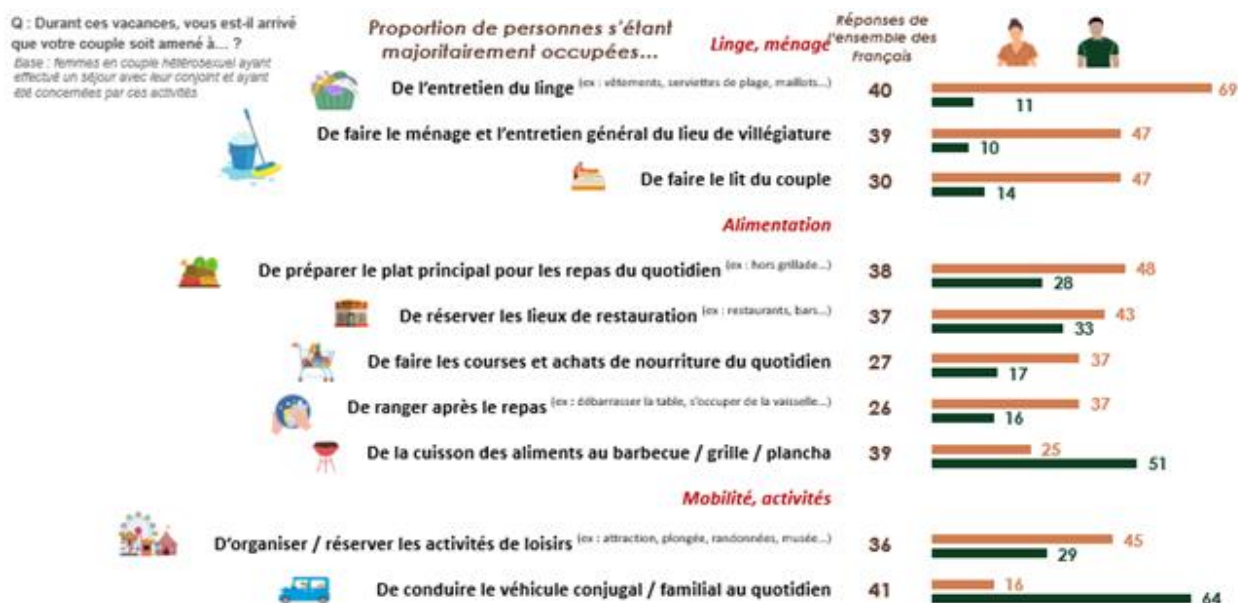 Q : Durant ces vacances, vous est-il arrivé
que votre couple soit amené à... ?
Base : femmes en couple hétérosexuel ayant
effectué un séjour avec leur conjoint et ayant
été concernées par ces activités
Proportion de personnes s'étant
majoritairement occupées...
Réponses de
l'ensemble des
Français
Linge, ménage
De l'entretien du linge (ex : vêtements, serviettes de plage, maillots...) 40 69
11
De faire le ménage et l'entretien général du lieu de villégiature 39 47
10
De faire le lit du couple 30 47
14
Alimentation
De préparer le plat principal pour les repas du quotidien (ex : hors grillade...) 38 48
28
De réserver les lieux de restauration (ex : restaurants, bars...) 37 43
33
De faire les courses et achats de nourriture du quotidien 27 37
17
De ranger après le repas (ex : débarrasser la table, s'occuper de la vaisselle...) 26 37
16
De la cuisson des aliments au barbecue / grille / plancha 39 25
51
Mobilité, activités
D'organiser / réserver les activités de loisirs (ex : attraction, plongée, randonnées, musée...) 36 45
29
De conduire le véhicule conjugal / familial au quotidien 41 16
64